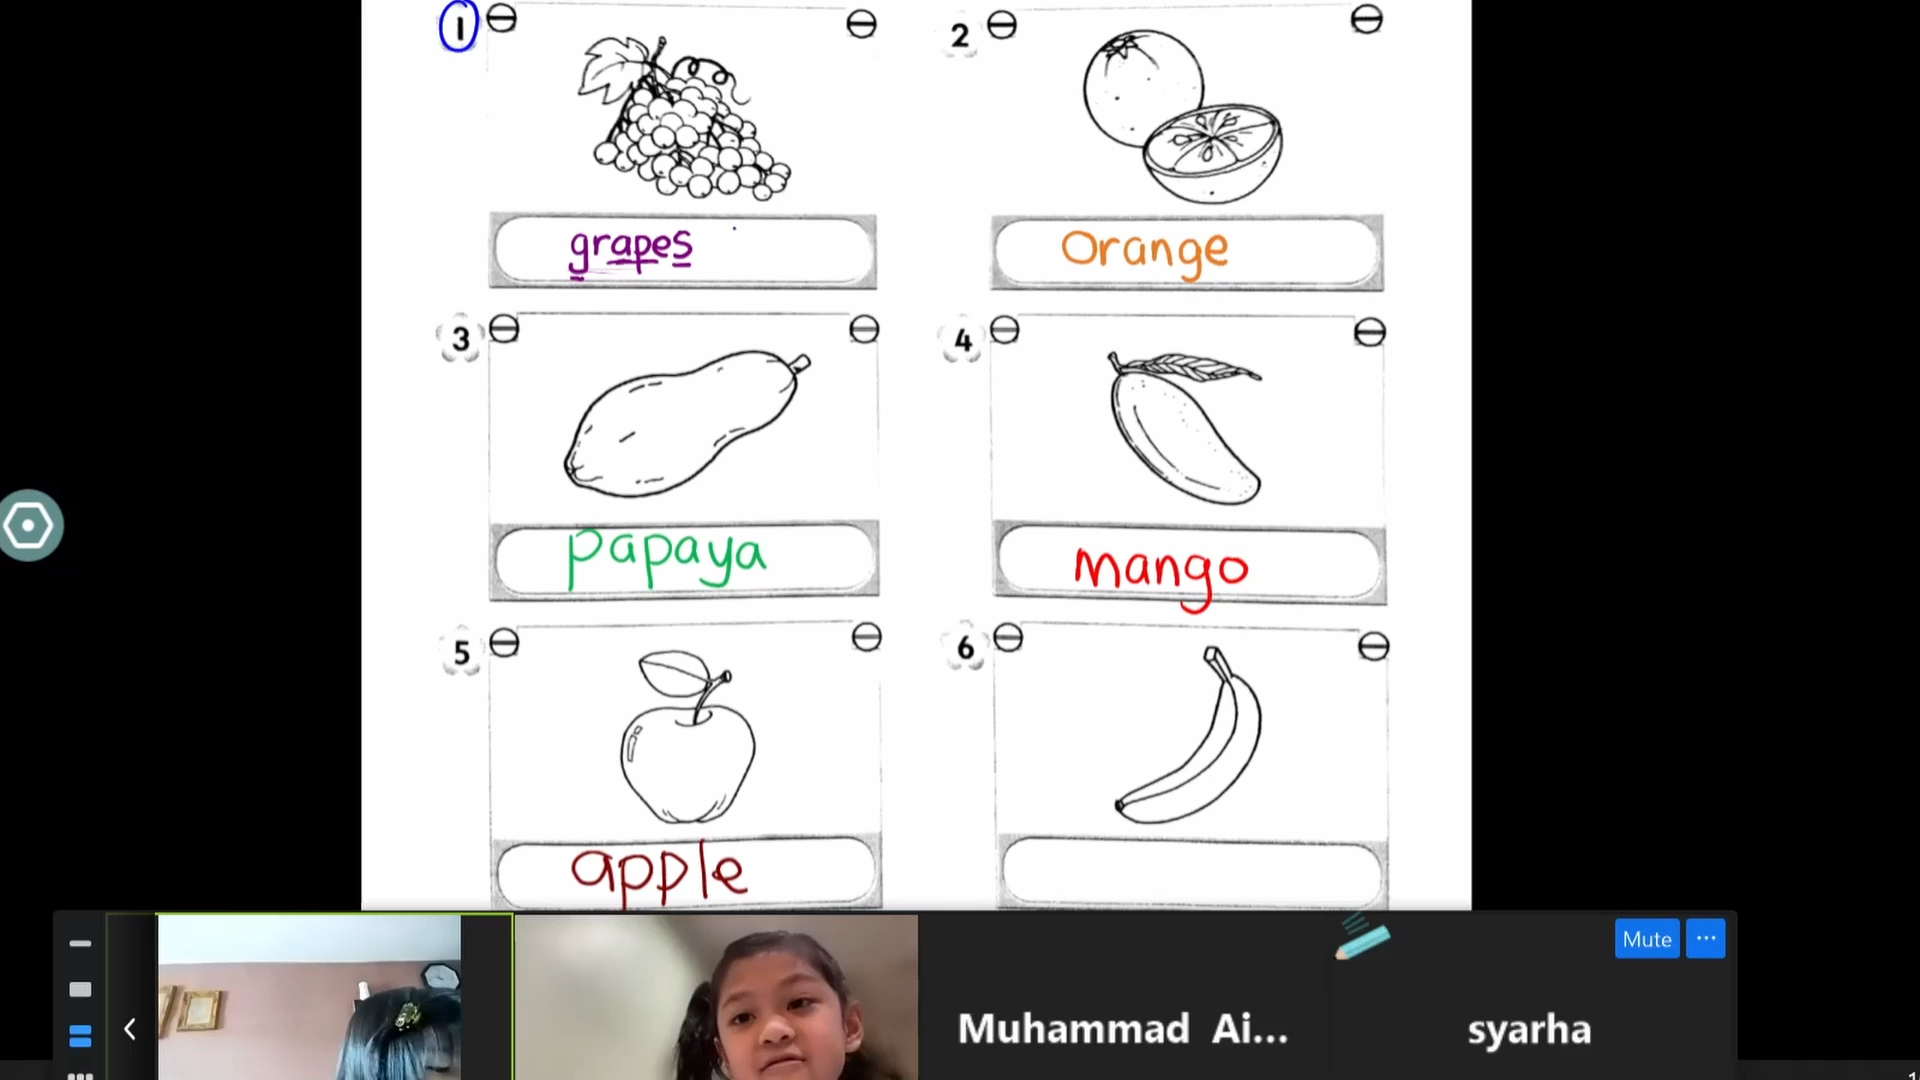 1
2
grapes
Orange
3
4
papaya
mango
5
6
apple
Mute ...
Muhammad Ai...
syarha